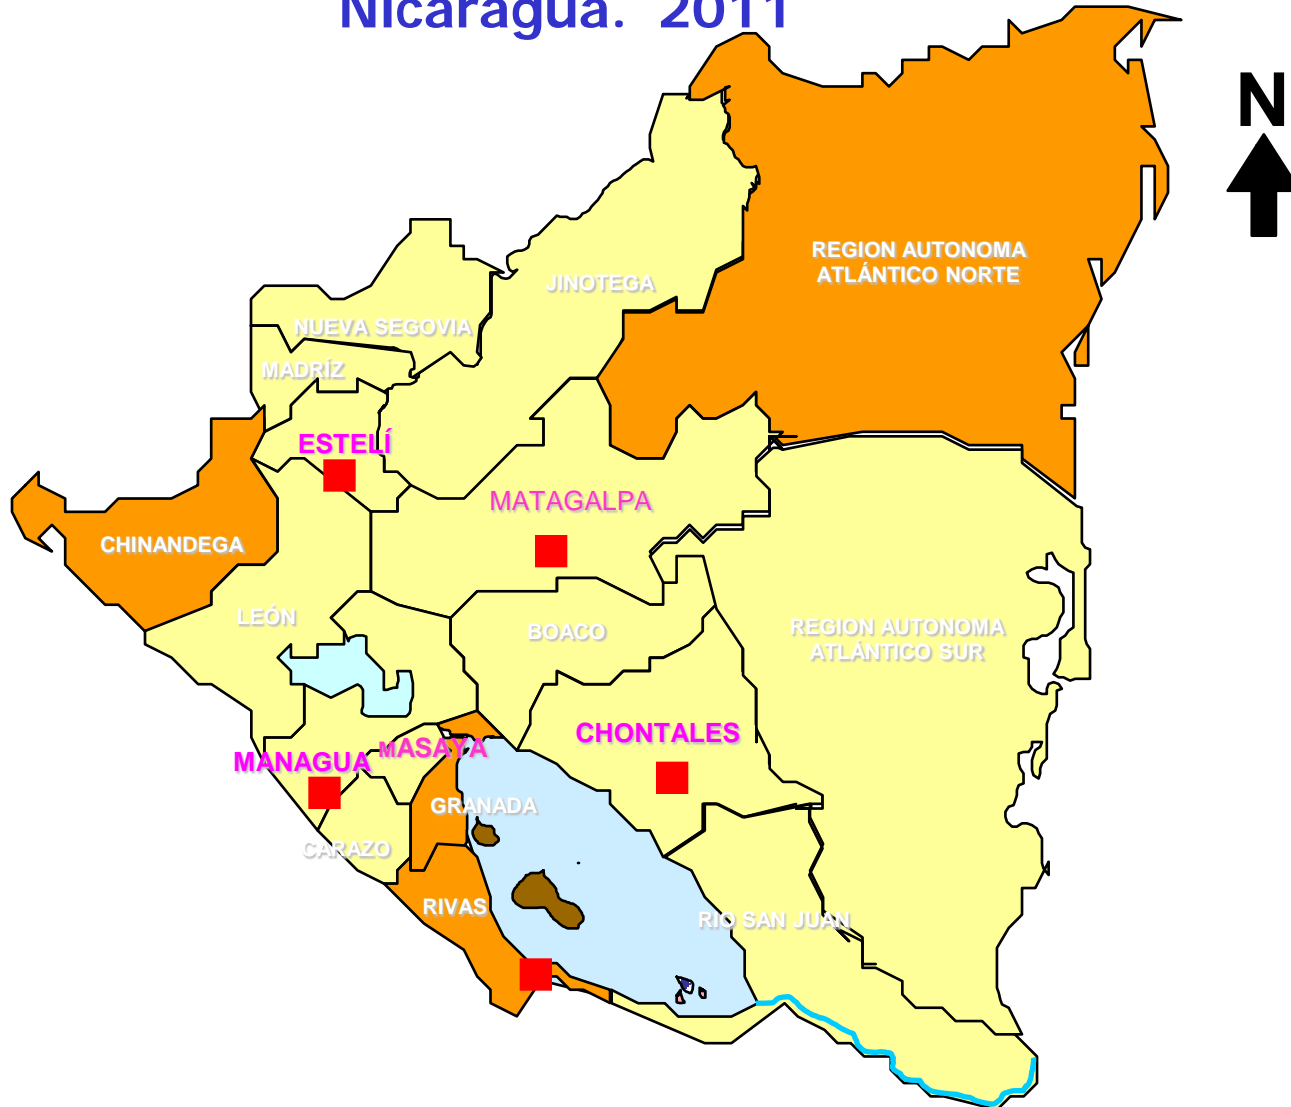 Nicaragua. 2011
N
REGION AUTONOMA
ATLÁNTICO NORTE
JINOTEGA
NUEVA SEGOVIA
MADRÍZ
ESTELÍ
MATAGALPA
CHINANDEGA
LEÓN
BOACO
REGION AUTONOMA
ATLÁNTICO SUR
CHONTALES
MASAYA
MANAGUA
GRANADA
CARAZO
RIVAS
RIO SAN JUAN